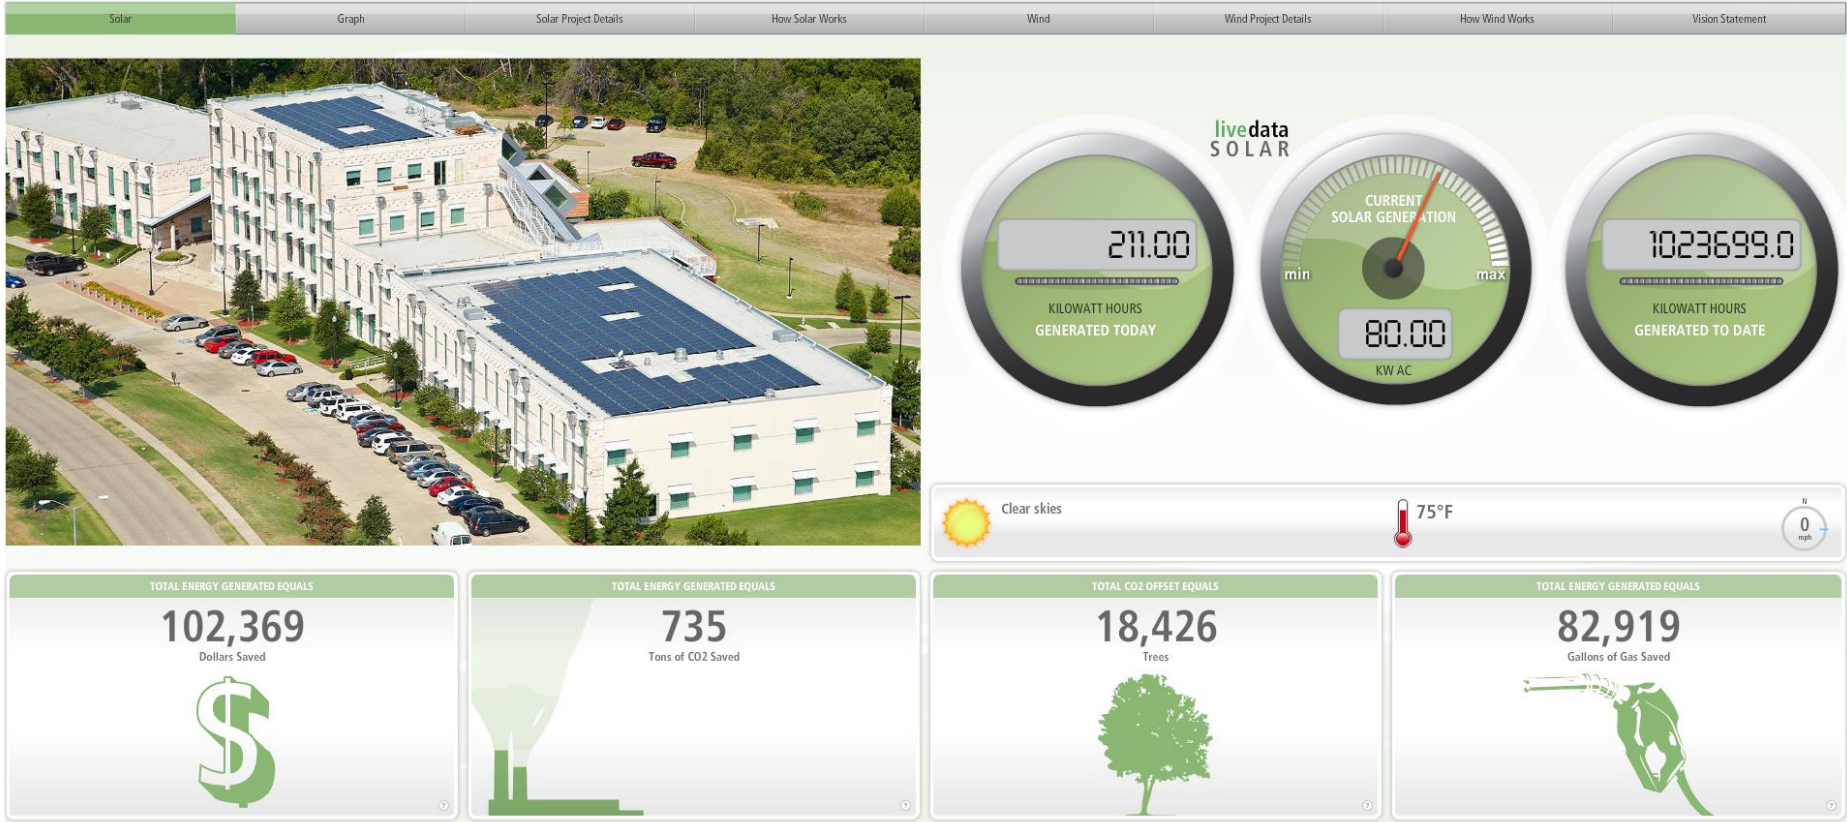 Solar
Graph
Solar Project Details
How Solar Works
Wind
Wind Project Details
How Wind Works
Vision Statement
livedata
SOLAR
211.00
KILOWATT HOURS
GENERATED TODAY
CURRENT
SOLAR GENERATION
min
max
80.00
KW AC
1023699.0
KILOWATT HOURS
GENERATED TO DATE
Clear skies
75°F
N
0
mph
TOTAL ENERGY GENERATED EQUALS
102,369
Dollars Saved
$
?
TOTAL ENERGY GENERATED EQUALS
735
Tons of CO2 Saved
?
TOTAL CO2 OFFSET EQUALS
18,426
Trees
?
TOTAL ENERGY GENERATED EQUALS
82,919
Gallons of Gas Saved
?